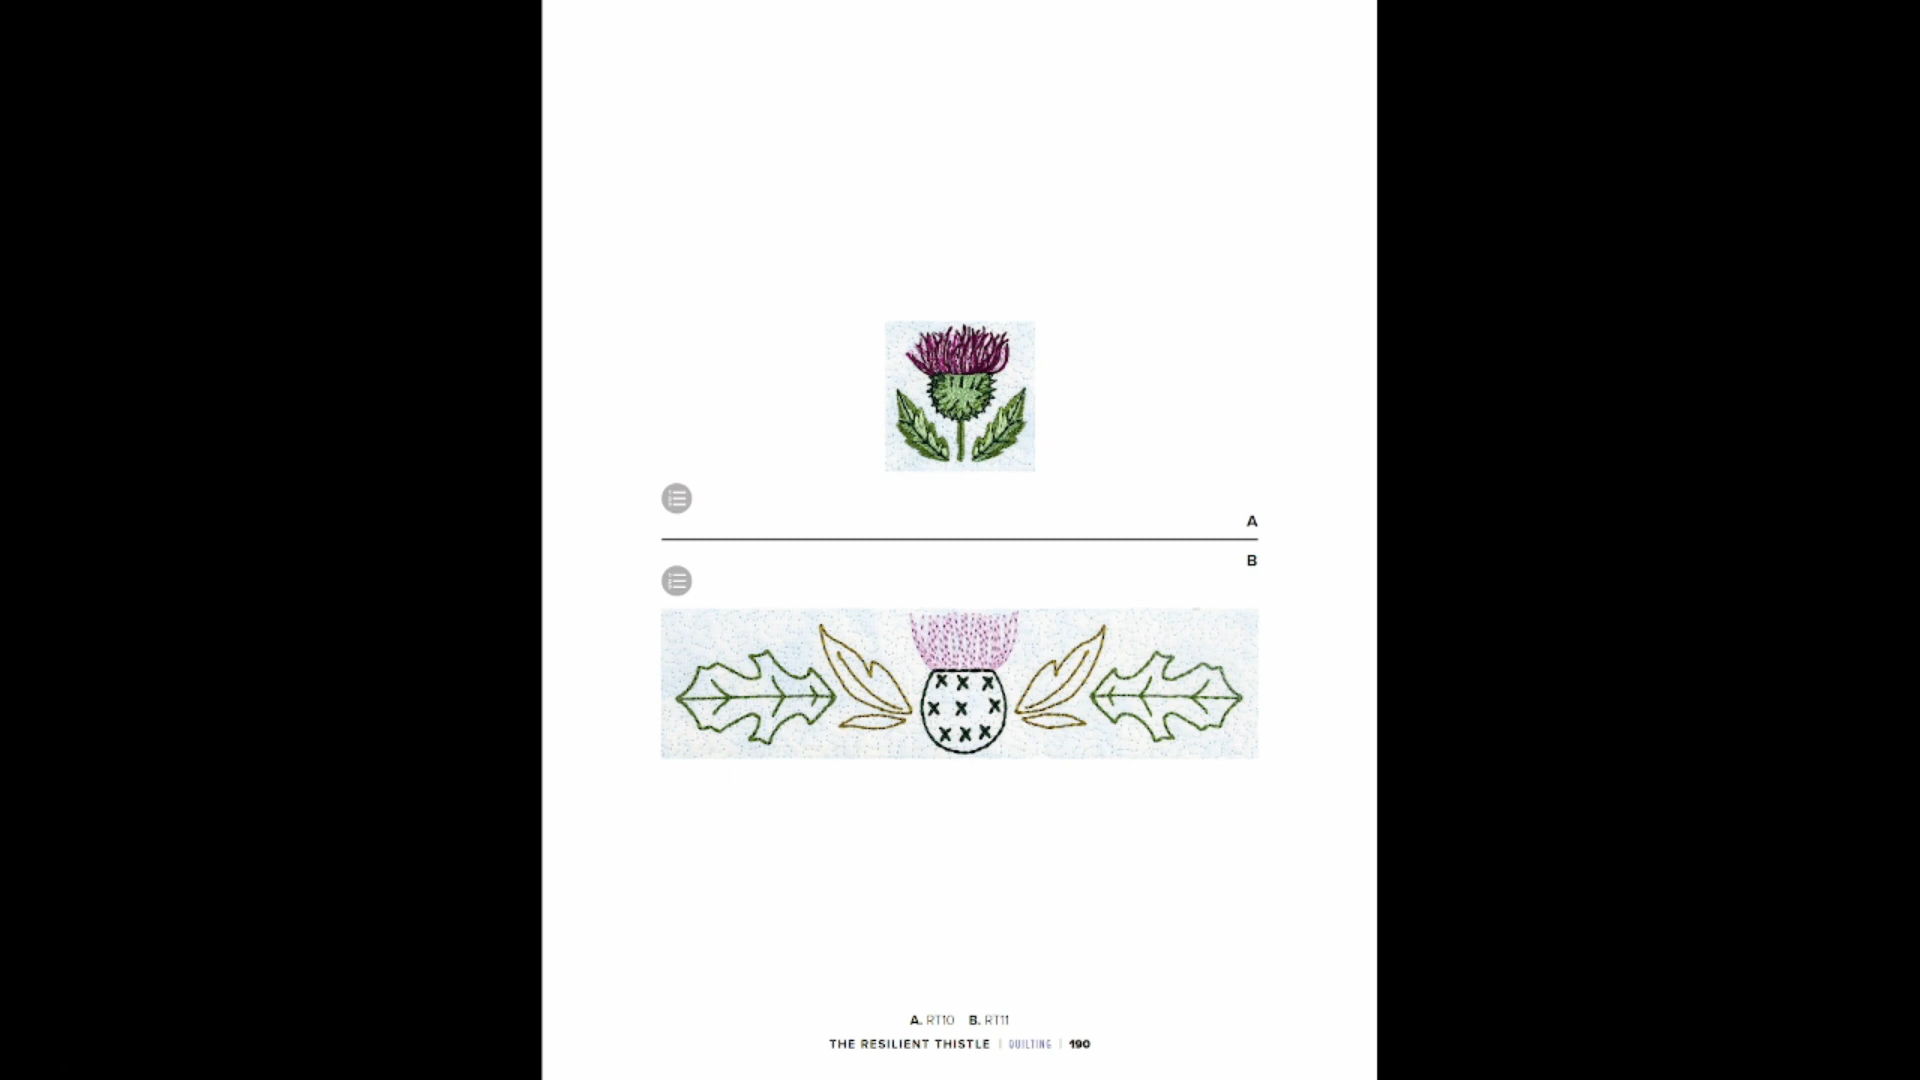 A
B
A. RT10 B. RT11
THE RESILIENT THISTLE | QUILTING | 190